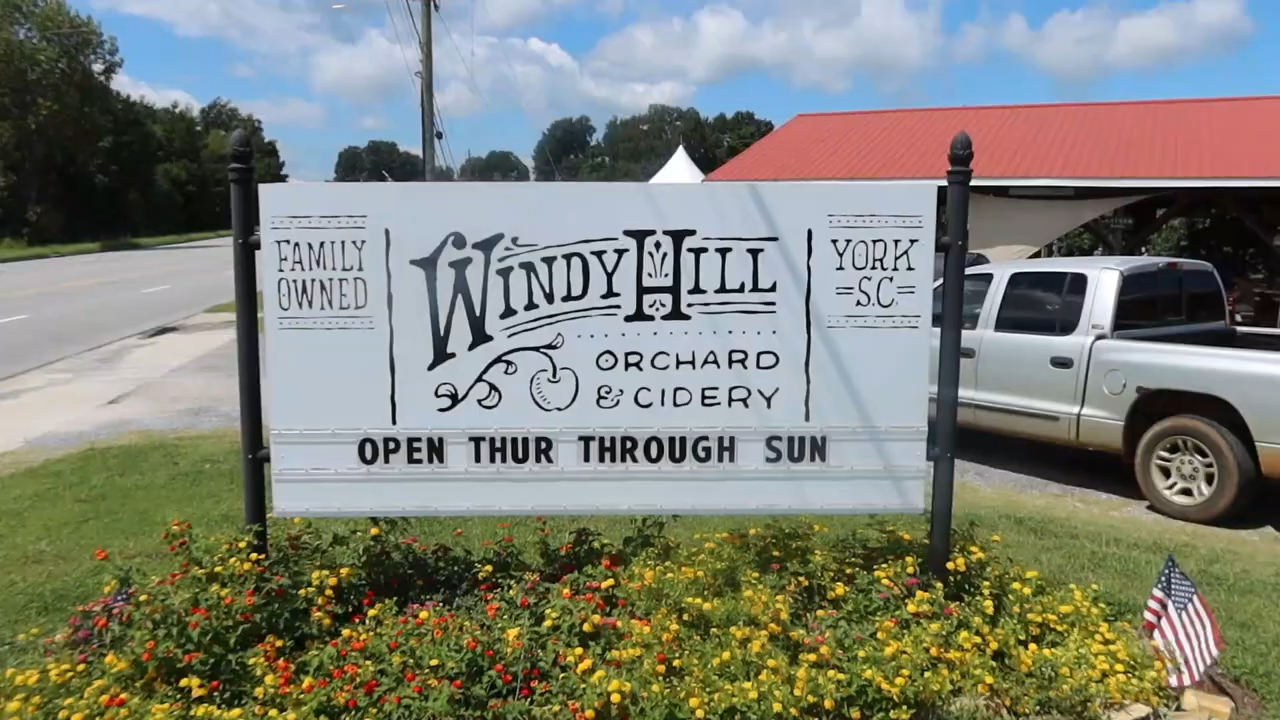 FAMILY
OWNED
WINDY HILL
ORCHARD
& CIDERY
YORK
S.C.
OPEN THUR THROUGH SUN